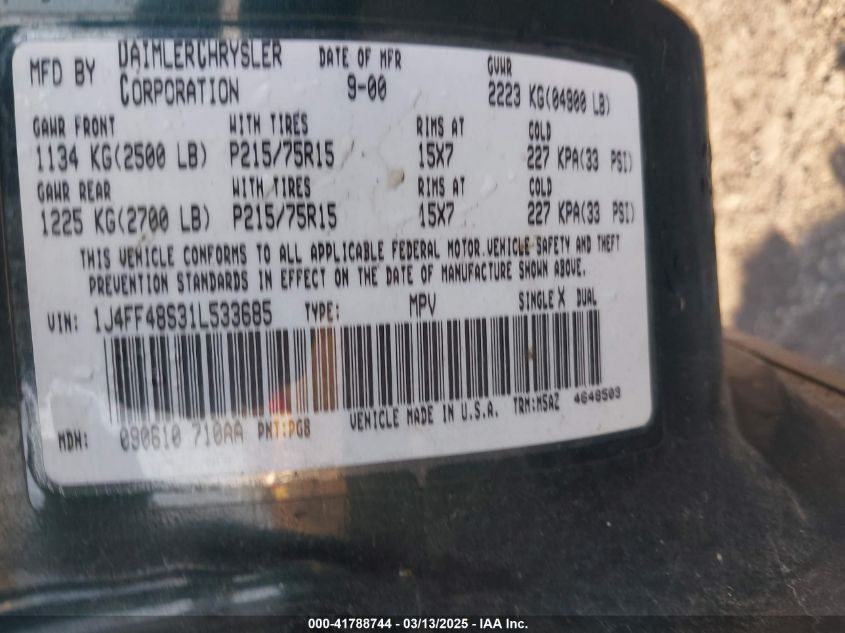 MFD BY DAIMLERCHRYSLER CORPORATION DATE OF MFR 9-00 GVWR 2223 KG(04900 LB)
GAWR FRONT WITH TIRES RIMS AT COLD
1134 KG(2500 LB) P215/75R15 15X7 227 KPA(33 PSI)
GAWR REAR WITH TIRES RIMS AT COLD
1225 KG(2700 LB) P215/75R15 15X7 227 KPA(33 PSI)
THIS VEHICLE CONFORMS TO ALL APPLICABLE FEDERAL MOTOR VEHICLE SAFETY AND THEFT
PREVENTION STANDARDS IN EFFECT ON THE DATE OF MANUFACTURE SHOWN ABOVE.
VIN: 1J4FF48S31L533685 TYPE: MPV SINGLE X DUAL
MDH: 090610 710AA PNT:PG8 VEHICLE MADE IN U.S.A. TRM:MSAZ 4648503
000-41788744 / 03/13/2025 - IAA Inc.